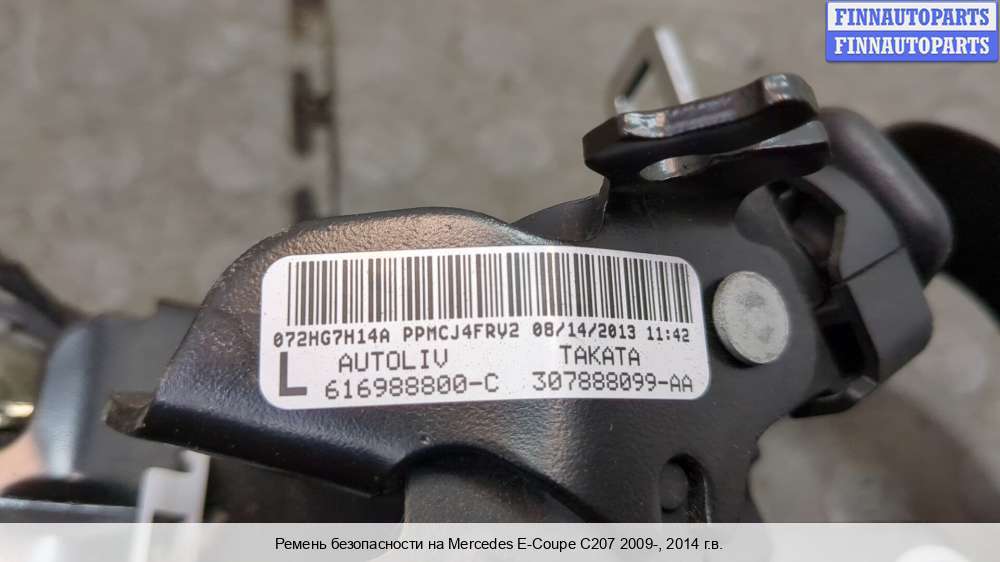 FINNAUTOPARTS
FINNAUTOPARTS
072HG7H14A PPMCJ4FRV2 08/14/2013 11:42
L AUTOLIV TAKATA
616988800-C 307888099-AA
Ремень безопасности на Mercedes E-Coupe C207 2009-, 2014 г.в.